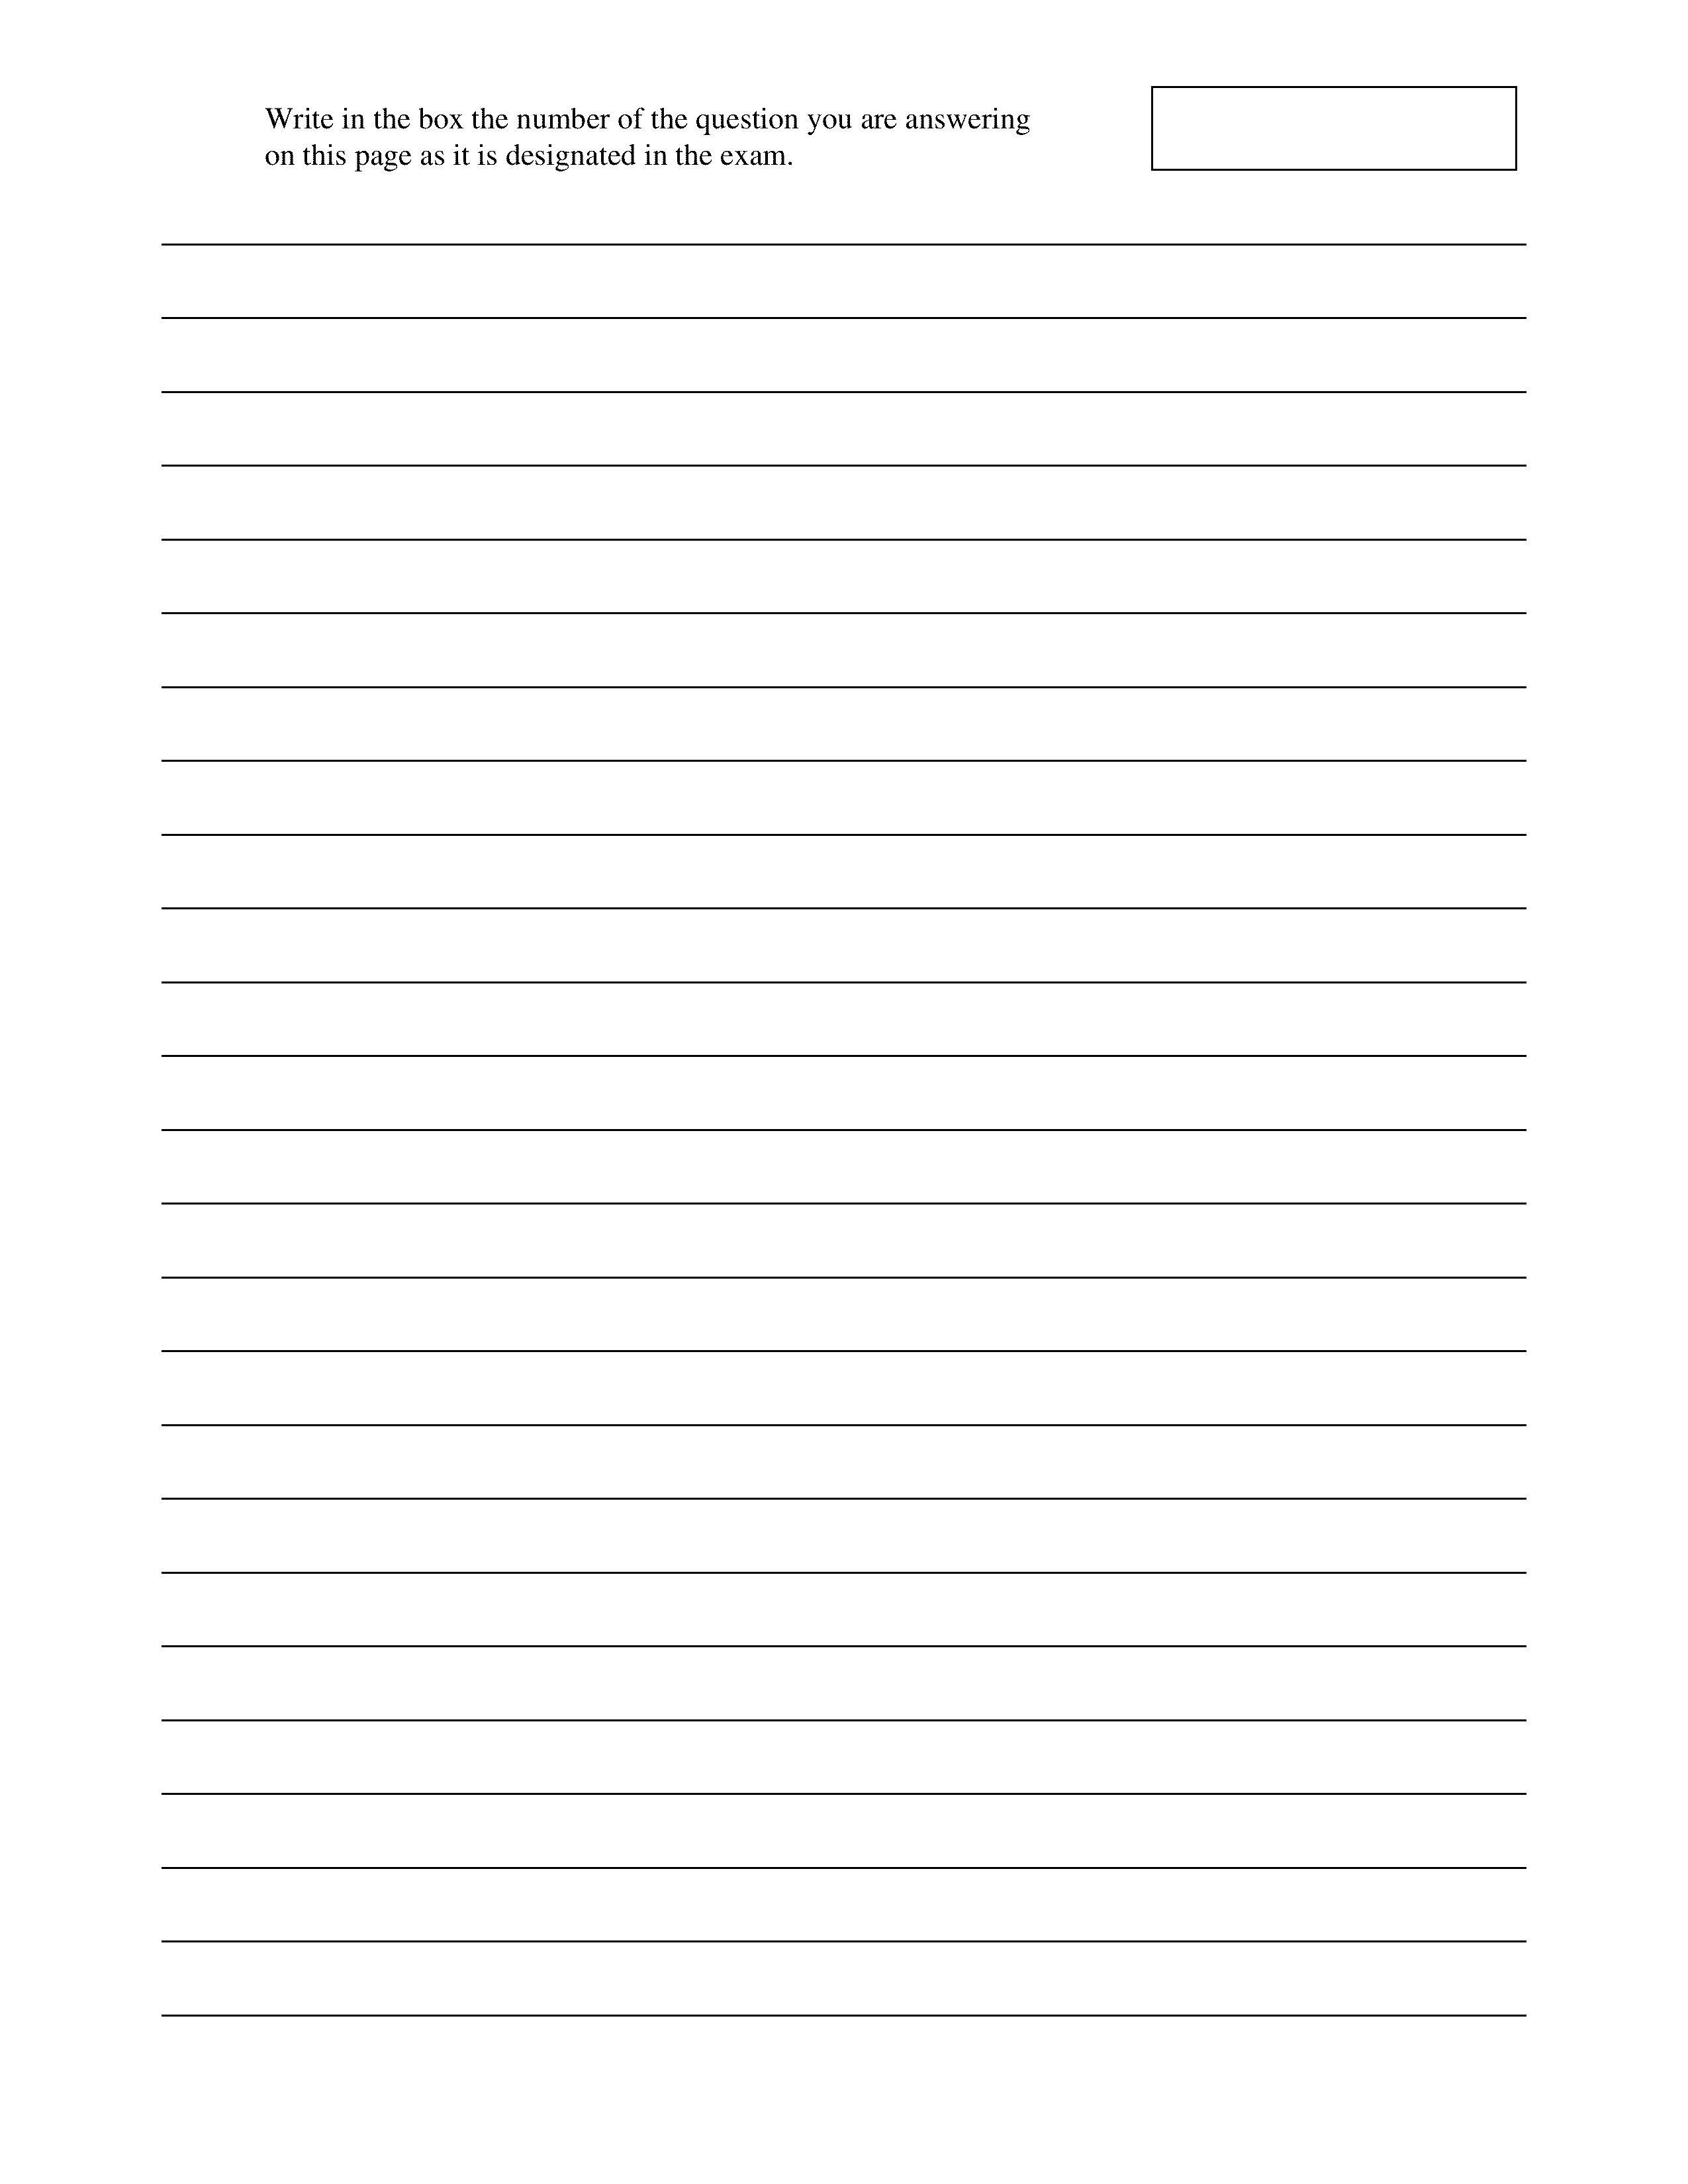 Write in the box the number of the question you are answering
on this page as it is designated in the exam.